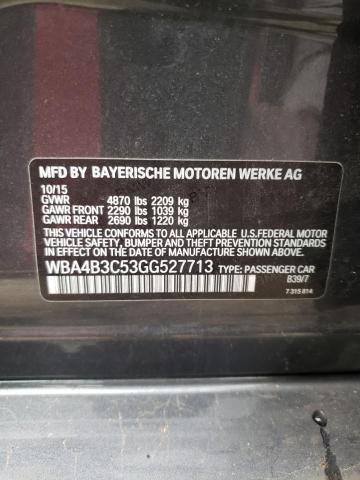 MFD BY BAYERISCHE MOTOREN WERKE AG
10/15
GVWR 4870 lbs 2209 kg
GAWR FRONT 2290 lbs 1039 kg
GAWR REAR 2690 lbs 1220 kg
THIS VEHICLE CONFORMS TO ALL APPLICABLE U.S.FEDERAL MOTOR
VEHICLE SAFETY, BUMPER AND THEFT PREVENTION STANDARDS
IN EFFECT ON THE DATE OF MANUFACTURE SHOWN ABOVE.
WBA4B3C53GG527713 TYPE: PASSENGER CAR
B39/7
7 315 814